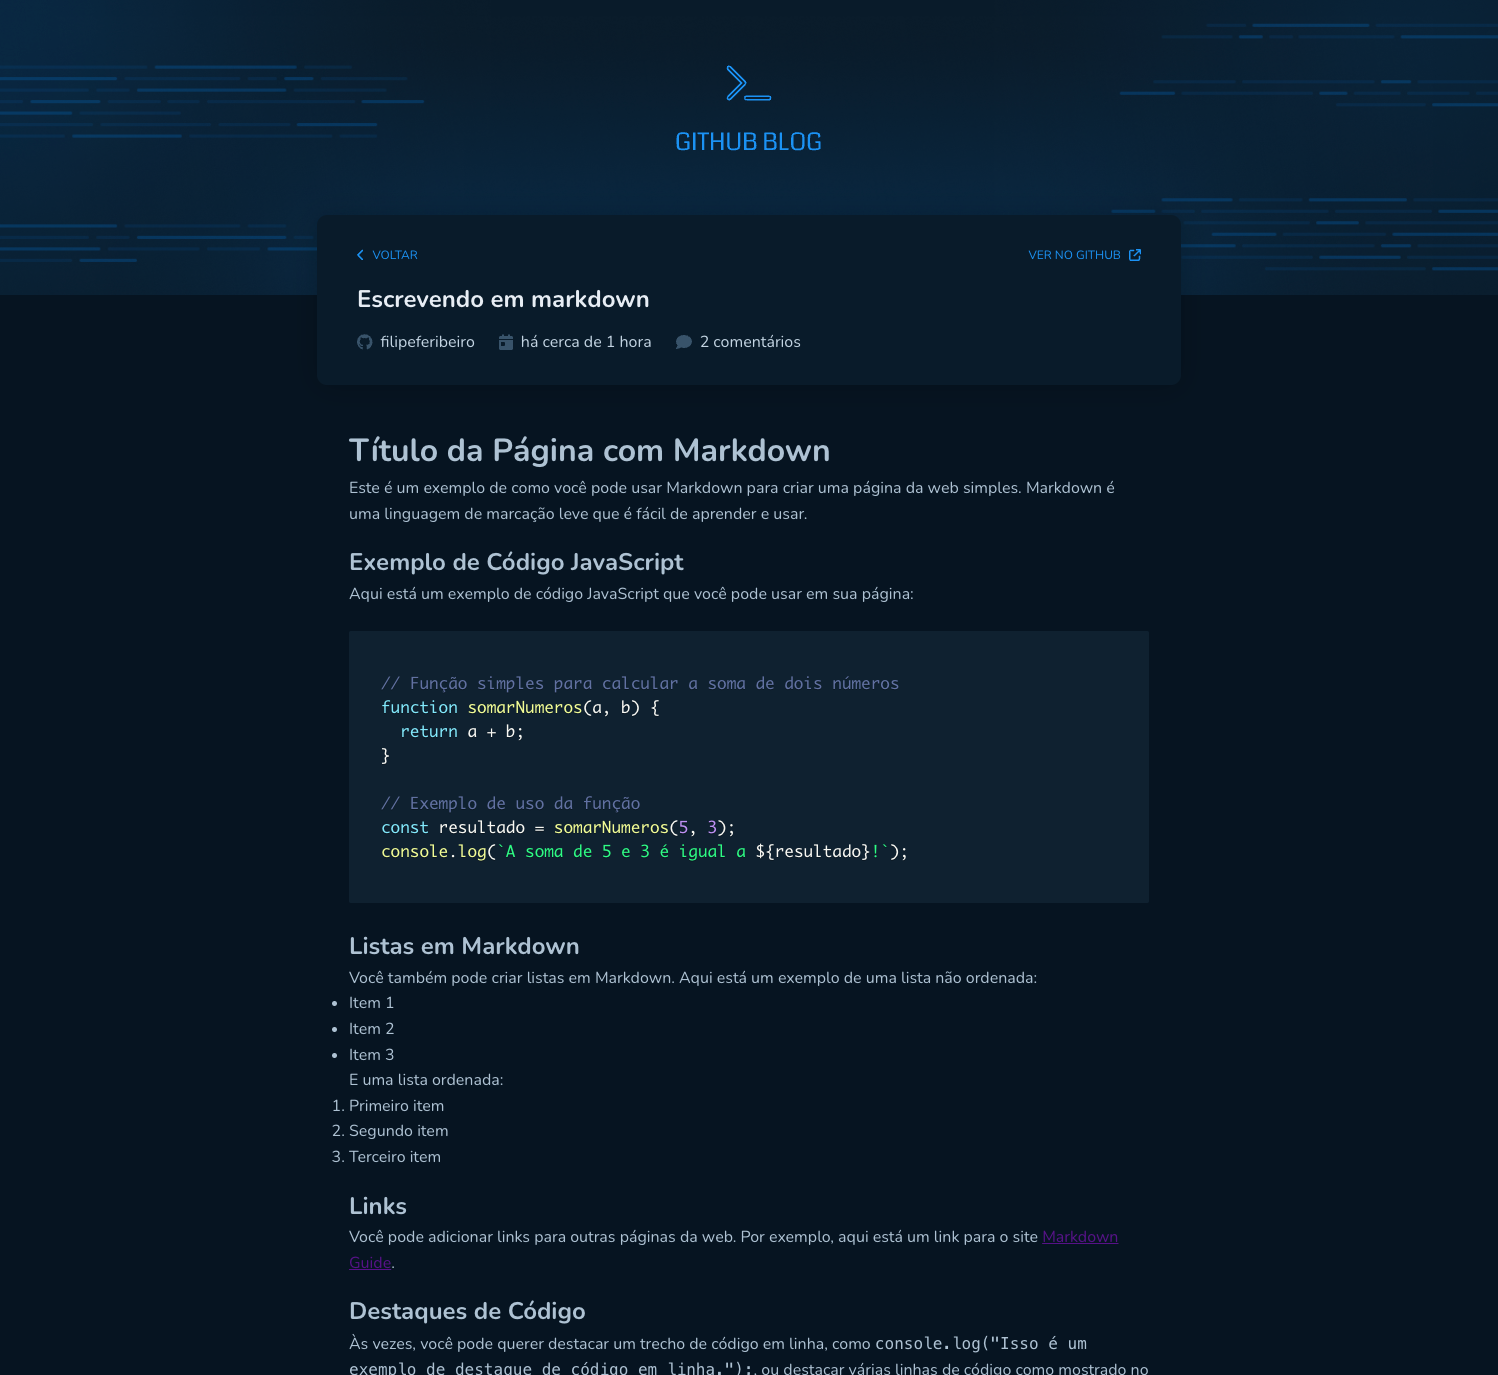 GITHUB BLOG
VOLTAR
VER NO GITHUB
Escrevendo em markdown
filipeferibeiro há cerca de 1 hora 2 comentários
Título da Página com Markdown
Este é um exemplo de como você pode usar Markdown para criar uma página da web simples. Markdown é
uma linguagem de marcação leve que é fácil de aprender e usar.
Exemplo de Código JavaScript
Aqui está um exemplo de código JavaScript que você pode usar em sua página:
// Função simples para calcular a soma de dois números
function somarNumeros(a, b) {
  return a + b;
}
// Exemplo de uso da função
const resultado = somarNumeros(5, 3);
console.log(`A soma de 5 e 3 é igual a ${resultado}!`);
Listas em Markdown
Você também pode criar listas em Markdown. Aqui está um exemplo de uma lista não ordenada:
• Item 1
• Item 2
• Item 3
E uma lista ordenada:
1. Primeiro item
2. Segundo item
3. Terceiro item
Links
Você pode adicionar links para outras páginas da web. Por exemplo, aqui está um link para o site Markdown
Guide.
Destaques de Código
Às vezes, você pode querer destacar um trecho de código em linha, como console.log("Isso é um
exemplo de destaque de código em linha.");, ou destacar várias linhas de código como mostrado no